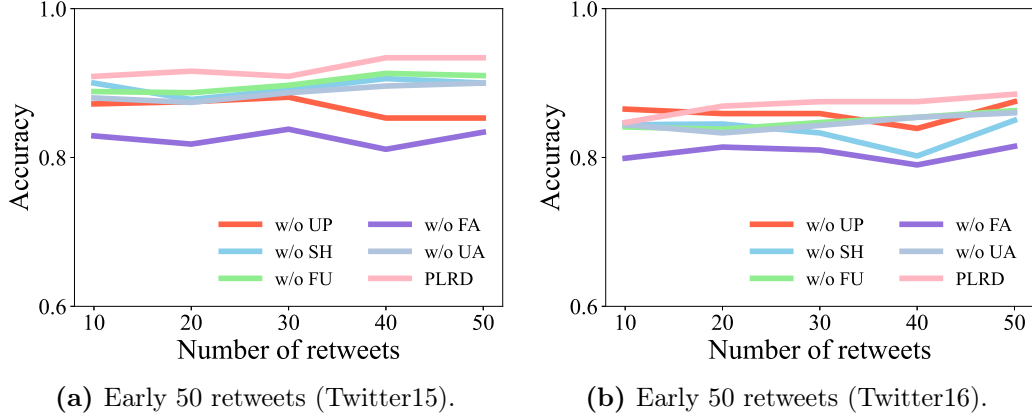 1.0
0.8
0.6
Accuracy
w/o UP
w/o SH
w/o FU
w/o FA
w/o UA
PLRD
10 20 30 40 50
Number of retweets
(a) Early 50 retweets (Twitter15).
1.0
0.8
0.6
Accuracy
w/o UP
w/o SH
w/o FU
w/o FA
w/o UA
PLRD
10 20 30 40 50
Number of retweets
(b) Early 50 retweets (Twitter16).